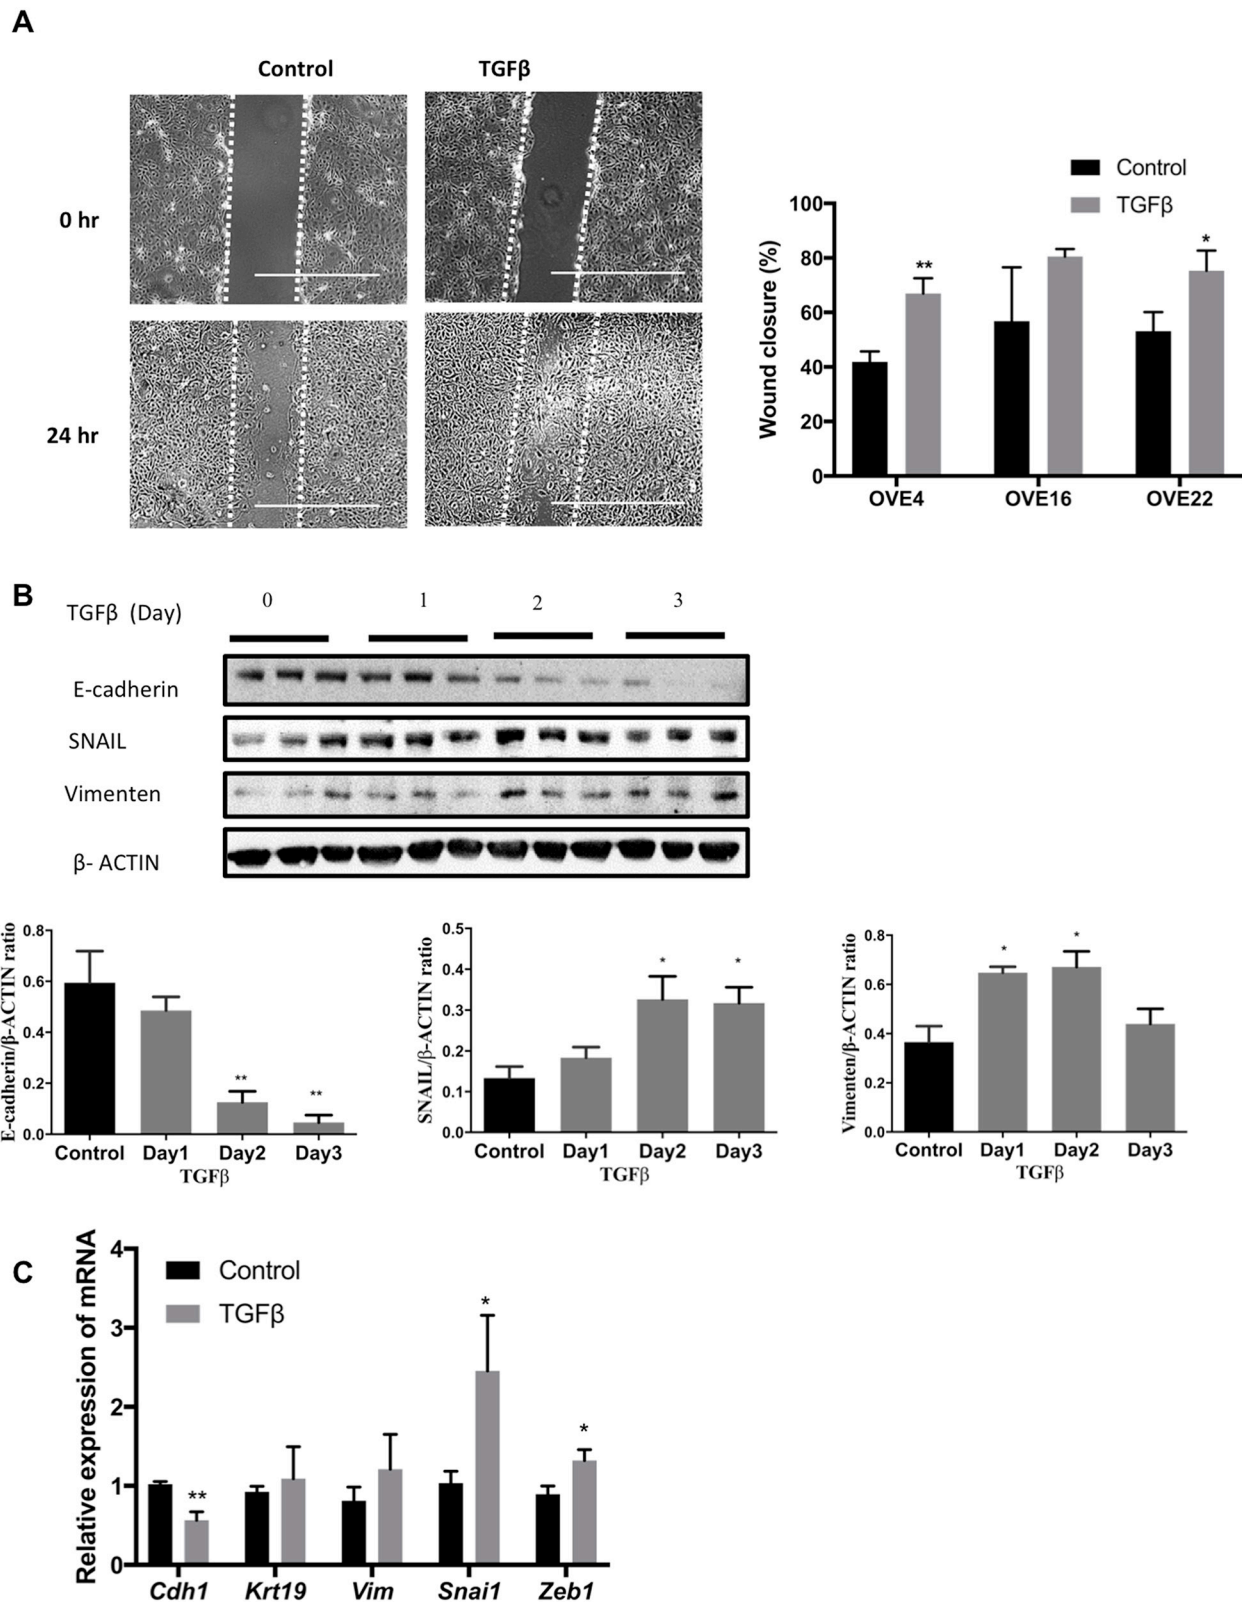 A
Control
TGFβ
0 hr
24 hr
Control
TGFβ
Wound closure (%)
100
80
60
40
20
0
**
*
OVE4
OVE16
OVE22
B
TGFβ (Day)
0
1
2
3
E-cadherin
SNAIL
Vimenten
β- ACTIN
E-cadherin/β-ACTIN ratio
0.8
0.6
0.4
0.2
0.0
**
**
Control
Day1
Day2
Day3
TGFβ
SNAIL/β-ACTIN ratio
0.5
0.4
0.3
0.2
0.1
0.0
*
*
Control
Day1
Day2
Day3
TGFβ
Vimenten/β-ACTIN ratio
0.8
0.6
0.4
0.2
0.0
*
*
Control
Day1
Day2
Day3
TGFβ
C
Relative expression of mRNA
4
3
2
1
0
Control
TGFβ
**
*
*
Cdh1
Krt19
Vim
Snai1
Zeb1